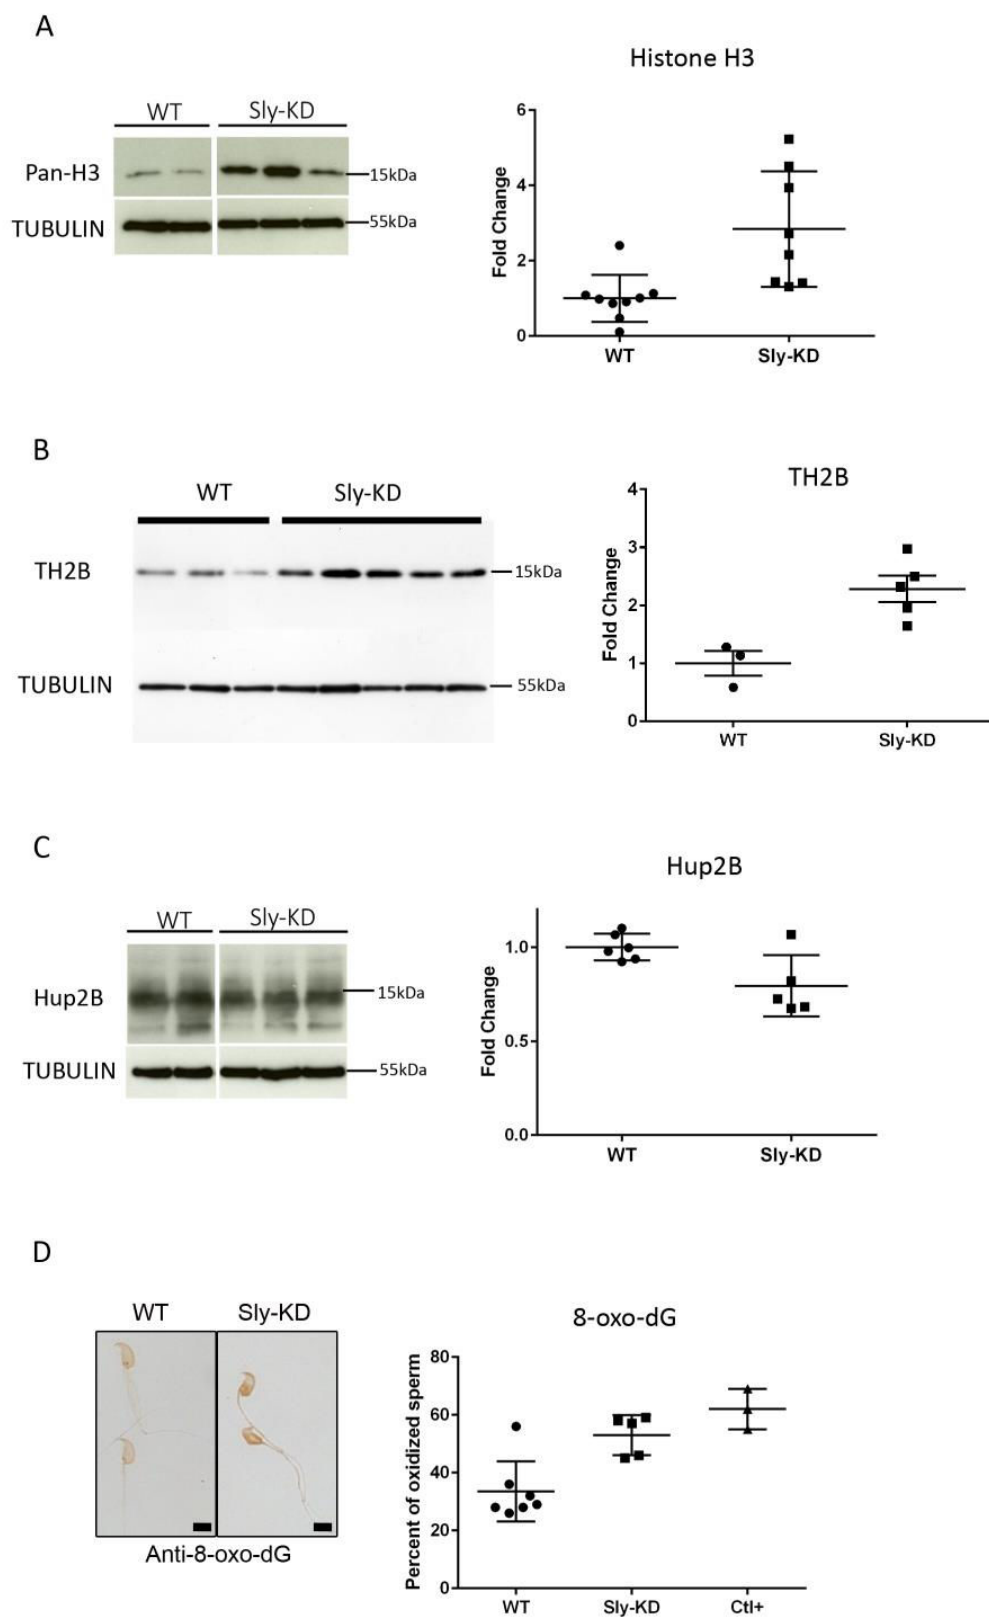 A
Histone H3
WT Sly-KD
Pan-H3 15kDa
TUBULIN 55kDa
Fold Change
6
4
2
0
WT Sly-KD
B
TH2B
WT Sly-KD
TH2B 15kDa
TUBULIN 55kDa
Fold Change
4
3
2
1
0
WT Sly-KD
C
Hup2B
WT Sly-KD
Hup2B 15kDa
TUBULIN 55kDa
Fold Change
1.0
0.5
0.0
WT Sly-KD
D
WT Sly-KD
Anti-8-oxo-dG
8-oxo-dG
Percent of oxidized sperm
80
60
40
20
0
WT Sly-KD Ctl+